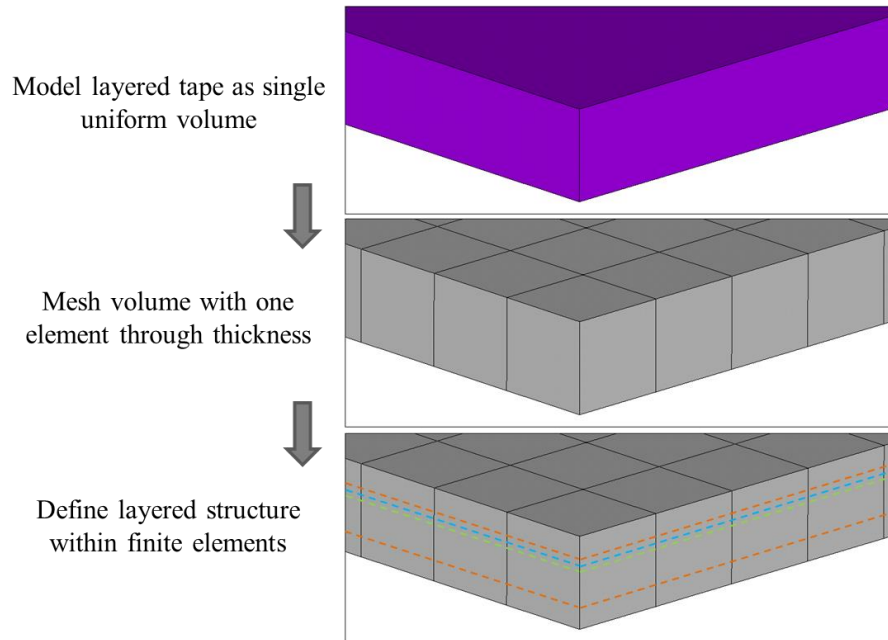 Model layered tape as single
uniform volume
Mesh volume with one
element through thickness
Define layered structure
within finite elements